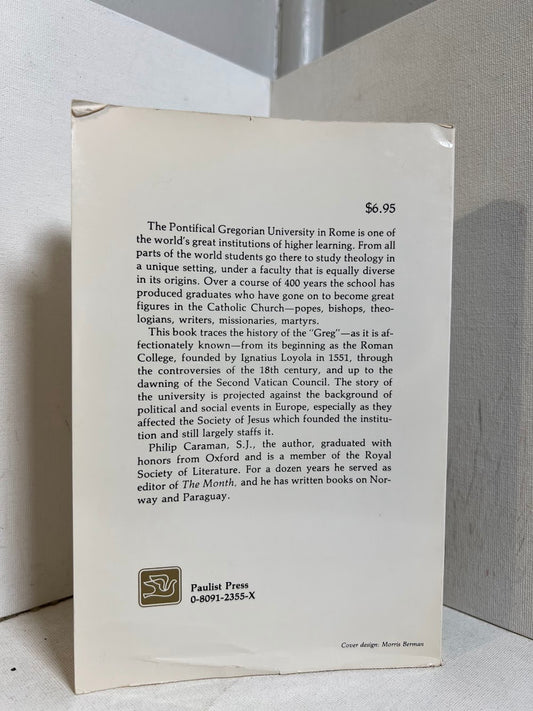 $6.95
The Pontifical Gregorian University in Rome is one of
the world's great institutions of higher learning. From all
parts of the world students go there to study theology in
a unique setting, under a faculty that is equally diverse
in its origins. Over a course of 400 years the school has
produced graduates who have gone on to become great
figures in the Catholic Church—popes, bishops, theo-
logians, writers, missionaries, martyrs.
This book traces the history of the "Greg"—as it is af-
fectionately known—from its beginning as the Roman
College, founded by Ignatius Loyola in 1551, through
the controversies of the 18th century, and up to the
dawning of the Second Vatican Council. The story of
the university is projected against the background of
political and social events in Europe, especially as they
affected the Society of Jesus which founded the institu-
tion and still largely staffs it.
Philip Caraman, S.J., the author, graduated with
honors from Oxford and is a member of the Royal
Society of Literature. For a dozen years he served as
editor of The Month, and he has written books on Nor-
way and Paraguay.
Paulist Press
0-8091-2355-X
Cover design: Morris Berman